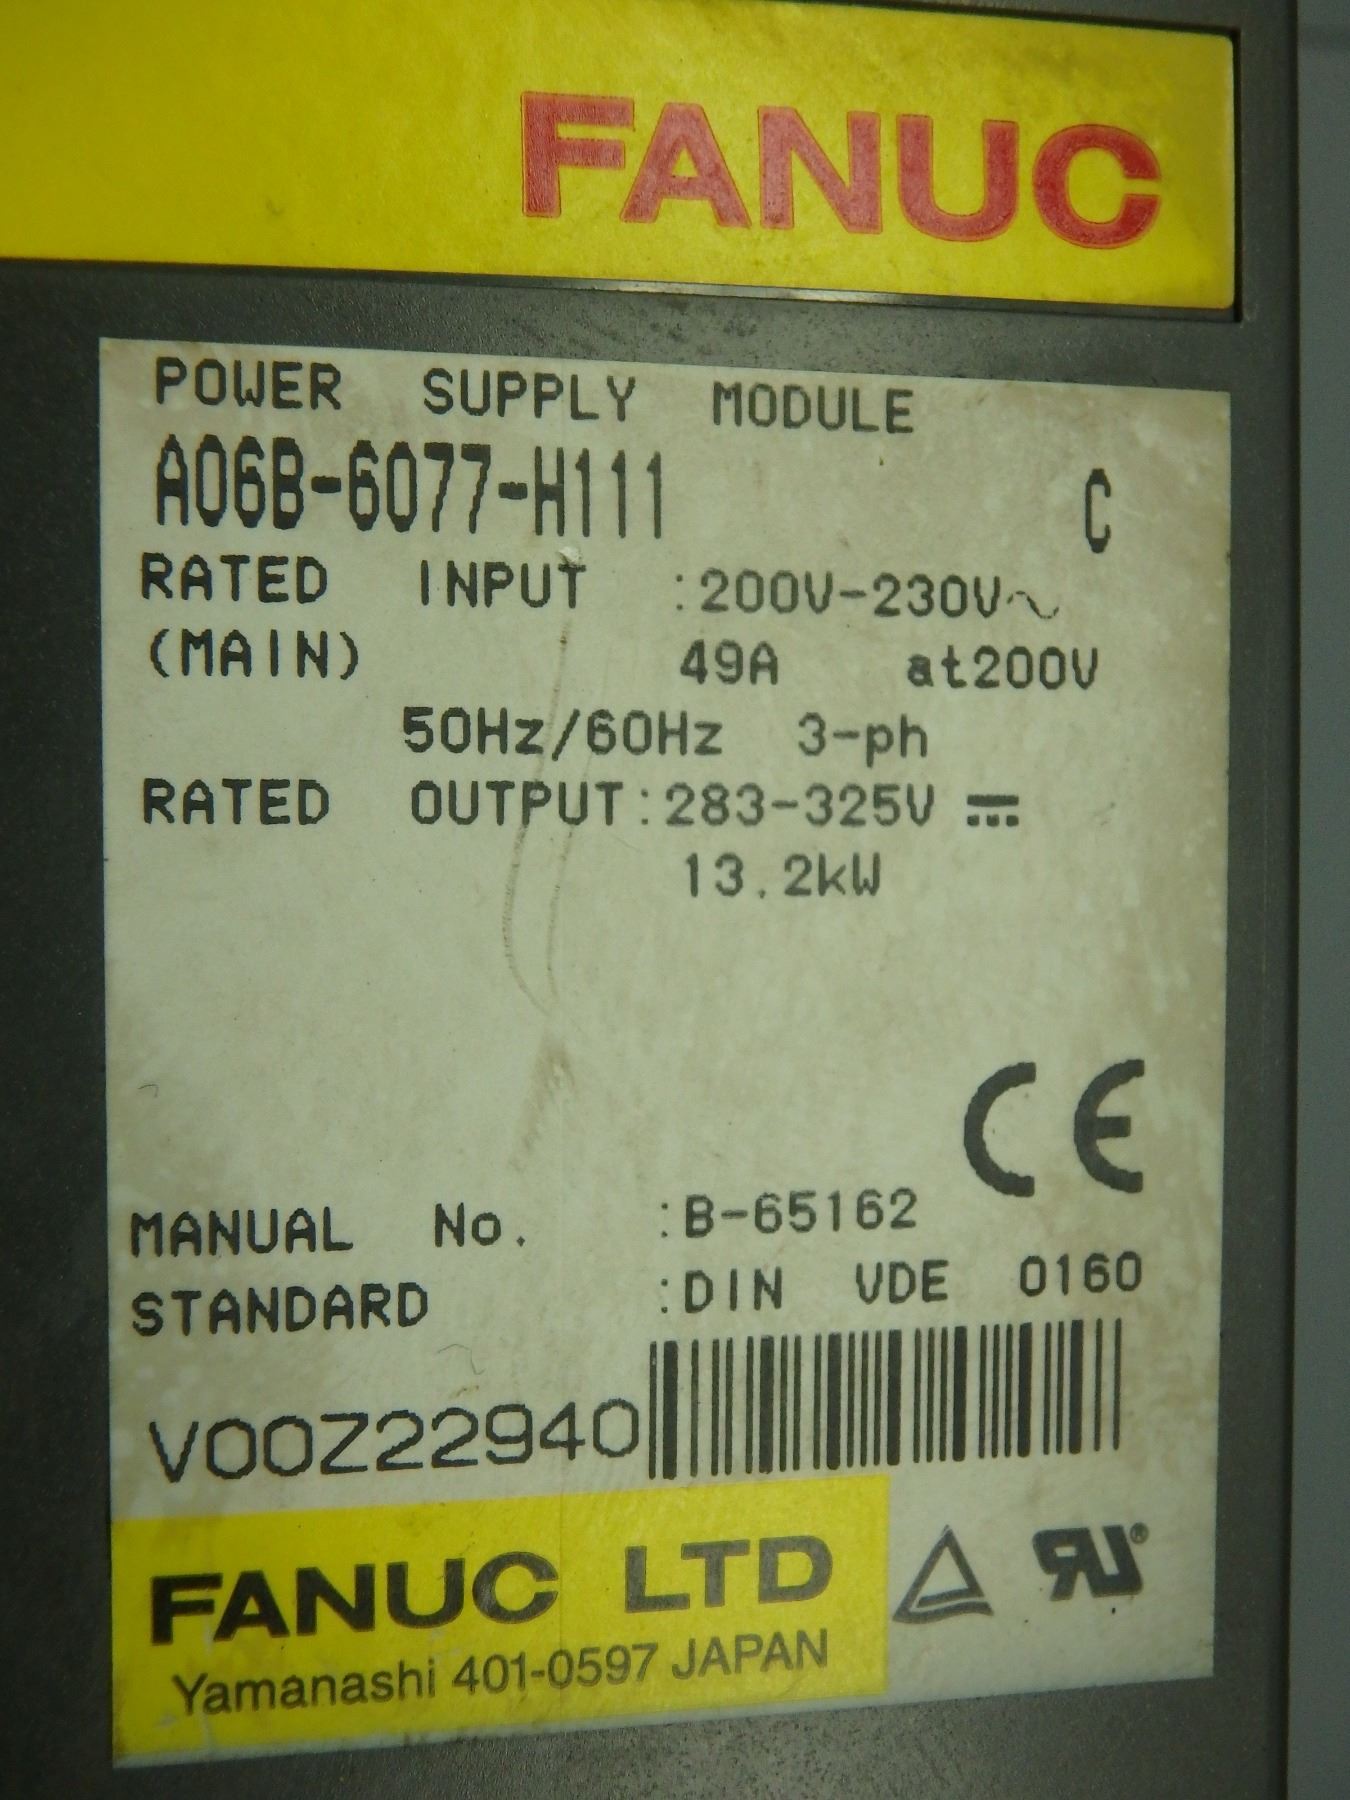 FANUC
POWER SUPPLY MODULE
A06B-6077-H111 C
RATED INPUT :200V-230V~
(MAIN) 49A at200V
50Hz/60Hz 3-ph
RATED OUTPUT:283-325V ⎓
13.2kW
CE
MANUAL No. :B-65162
STANDARD :DIN VDE 0160
V00Z22940
FANUC LTD
Yamanashi 401-0597 JAPAN
RU®